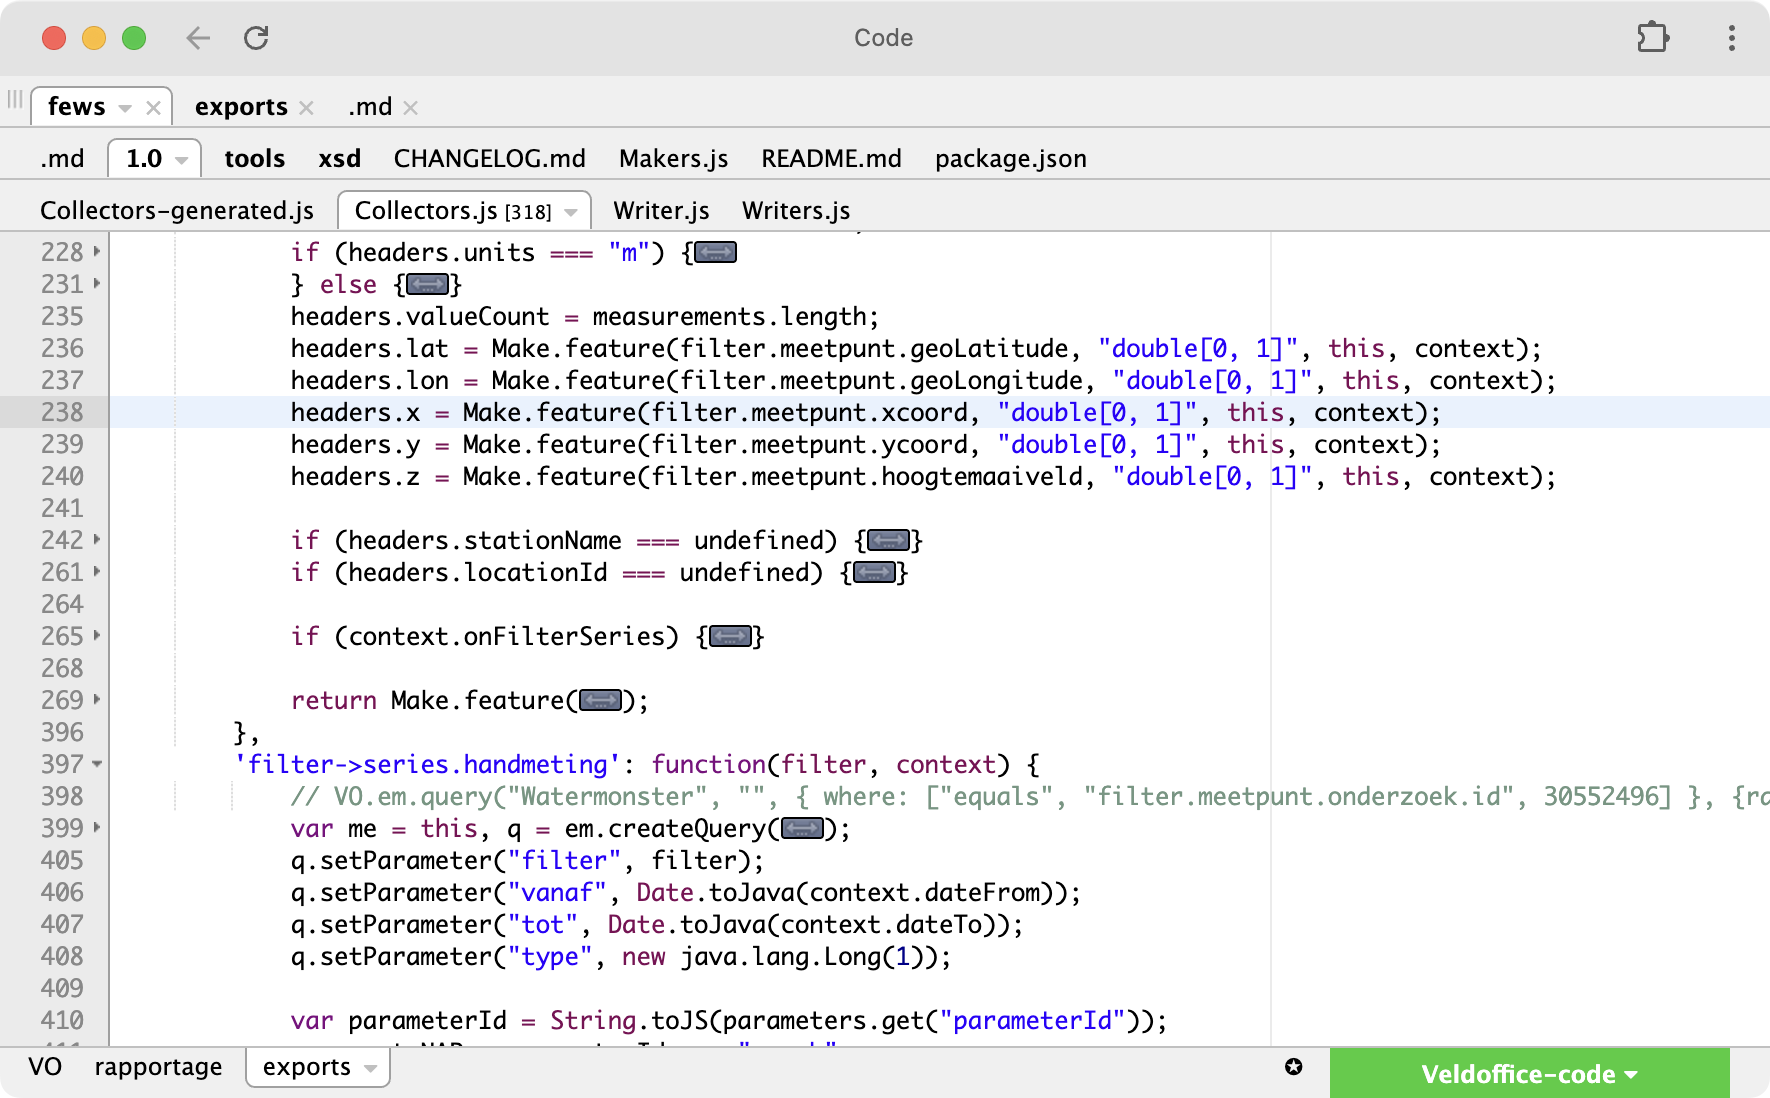 Code
fews exports .md
.md 1.0 tools xsd CHANGELOG.md Makers.js README.md package.json
Collectors-generated.js Collectors.js [318] Writer.js Writers.js
228 if (headers.units === "m") {
231 } else {}
235 headers.valueCount = measurements.length;
236 headers.lat = Make.feature(filter.meetpunt.geoLatitude, "double[0, 1]", this, context);
237 headers.lon = Make.feature(filter.meetpunt.geoLongitude, "double[0, 1]", this, context);
238 headers.x = Make.feature(filter.meetpunt.xcoord, "double[0, 1]", this, context);
239 headers.y = Make.feature(filter.meetpunt.ycoord, "double[0, 1]", this, context);
240 headers.z = Make.feature(filter.meetpunt.hoogtemaaiveld, "double[0, 1]", this, context);
241
242 if (headers.stationName === undefined) {}
261 if (headers.locationId === undefined) {}
264
265 if (context.onFilterSeries) {}
268
269 return Make.feature();
396 },
397 'filter->series.handmeting': function(filter, context) {
398 // VO.em.query("Watermonster", "", { where: ["equals", "filter.meetpunt.onderzoek.id", 30552496] }, {ra
399 var me = this, q = em.createQuery();
405 q.setParameter("filter", filter);
406 q.setParameter("vanaf", Date.toJava(context.dateFrom));
407 q.setParameter("tot", Date.toJava(context.dateTo));
408 q.setParameter("type", new java.lang.Long(1));
409
410 var parameterId = String.toJS(parameters.get("parameterId"));
VO rapportage exports Veldoffice-code